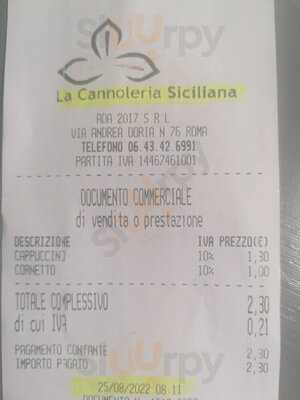 La Cannoleria Siciliana
ADA 2017 S R L
VIA ANDREA DORIA N 76 ROMA
TELEFONO 06.43.42.6991
PARTITA IVA 14467461001
DOCUMENTO COMMERCIALE
di vendita o prestazione
DESCRIZIONE IVA PREZZO(€)
CAPPUCCINI 10% 1,30
CORNETTO 10% 1,00
TOTALE COMPLESSIVO 2,30
di cui IVA 0,21
PAGAMENTO CONTANTE 2,30
IMPORTO PAGATO 2,30
25/08/2022 08:11
DOCUMENTO N.